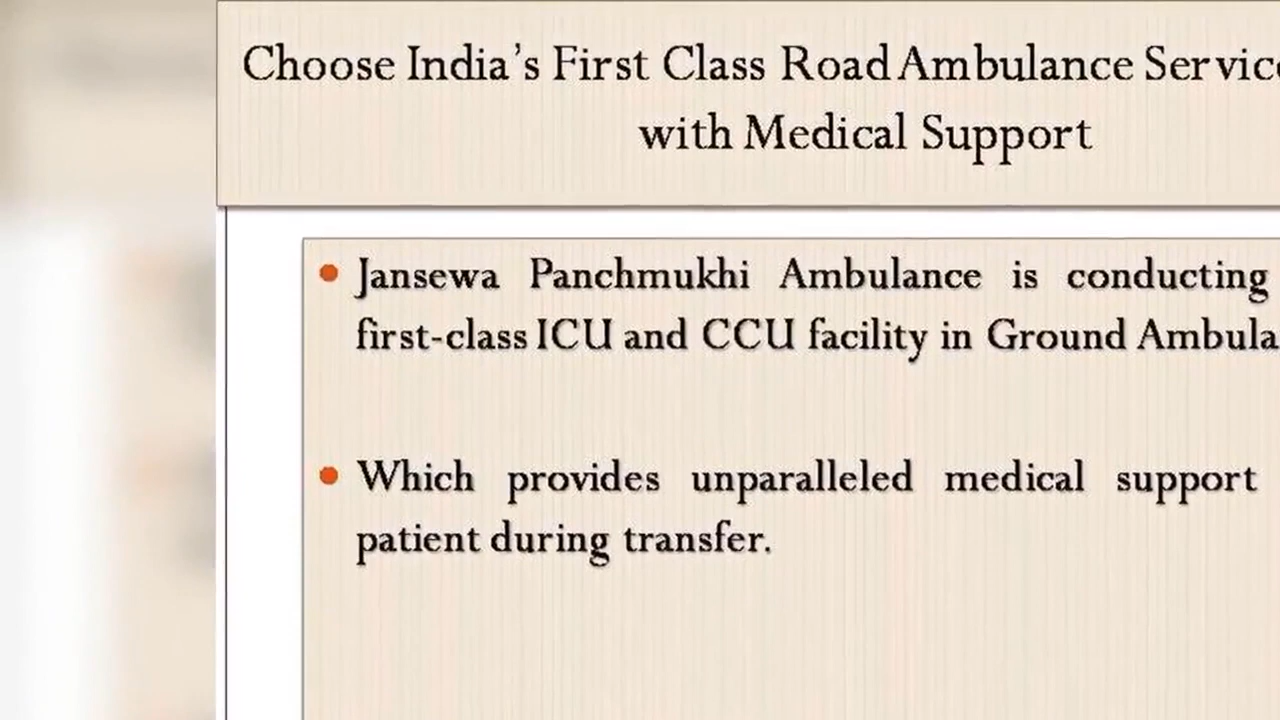 Choose India's First Class Road Ambulance Servic
with Medical Support
Jansewa Panchmukhi Ambulance is conducting
first-class ICU and CCU facility in Ground Ambula
Which provides unparalleled medical support
patient during transfer.